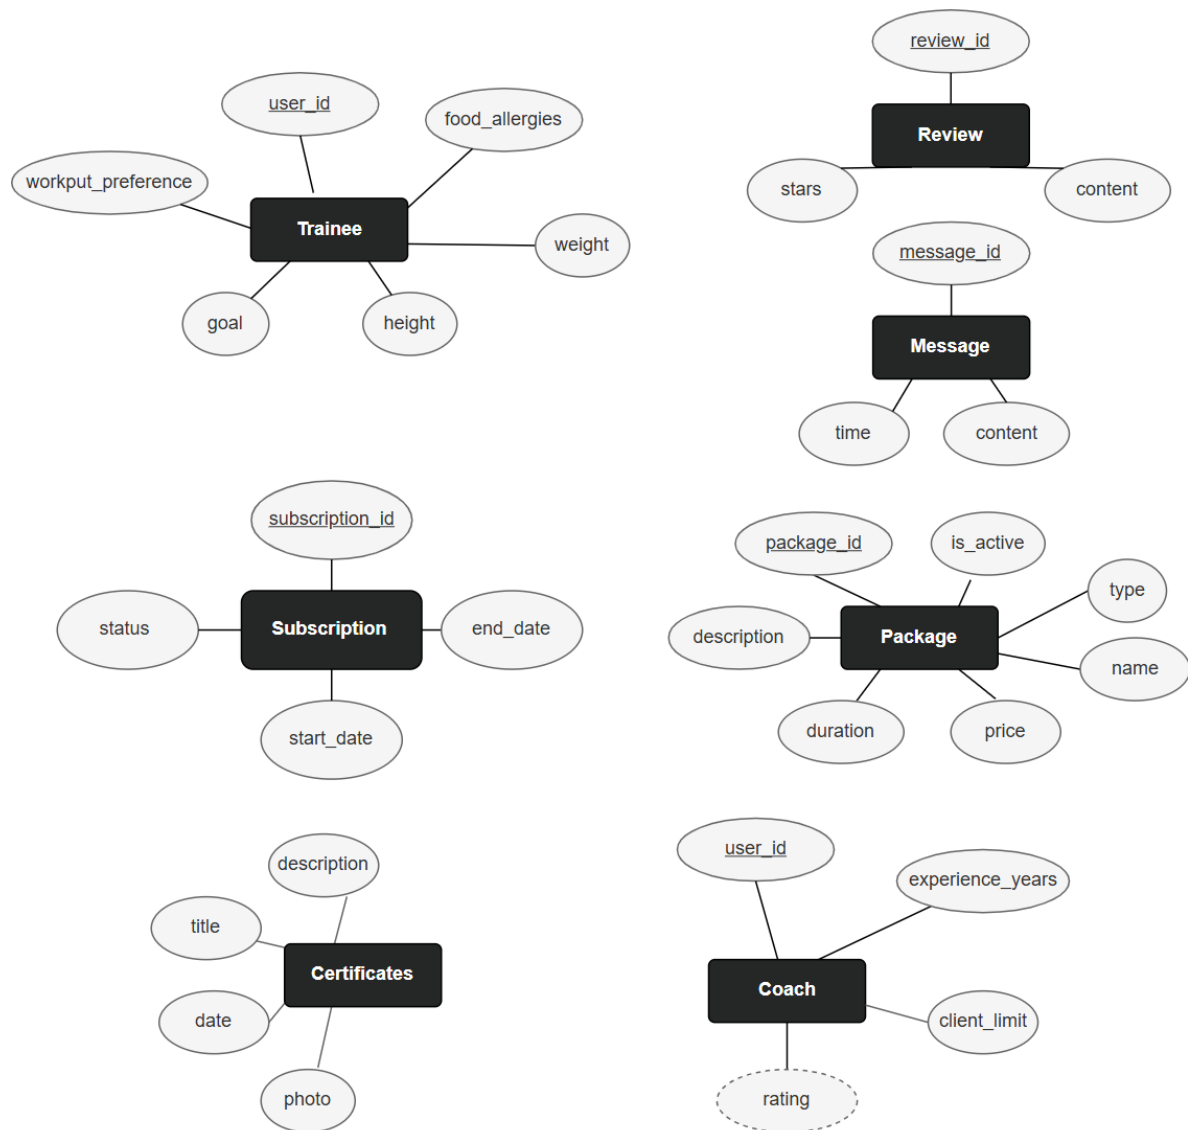 review_id
Review
stars
content
user_id
food_allergies
workput_preference
Trainee
weight
goal
height
message_id
Message
time
content
subscription_id
status
Subscription
end_date
start_date
package_id
is_active
type
description
Package
name
duration
price
description
title
Certificates
date
photo
user_id
experience_years
Coach
client_limit
rating